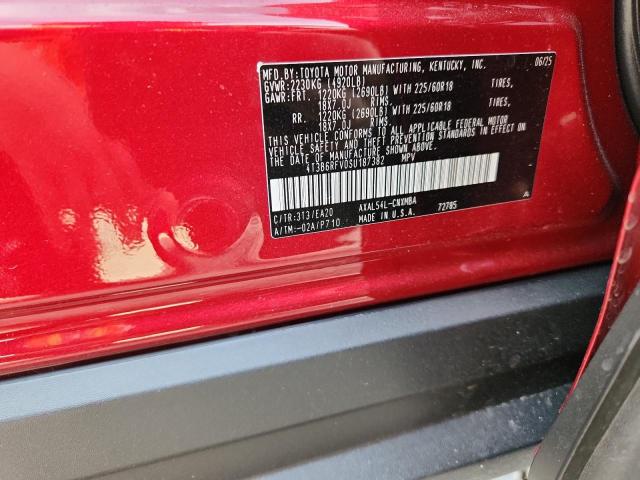 MFD.BY:TOYOTA MOTOR MANUFACTURING, KENTUCKY, INC. 06/25
GVWR:2230KG (4920LB)
GAWR:FRT. 1220KG (2690LB) WITH 225/60R18 TIRES,
18X7.0J RIMS.
RR. 1220KG (2690LB) WITH 225/60R18 TIRES,
18X7.0J RIMS.
THIS VEHICLE CONFORMS TO ALL APPLICABLE FEDERAL MOTOR
VEHICLE SAFETY AND THEFT PREVENTION STANDARDS IN EFFECT ON
THE DATE OF MANUFACTURE SHOWN ABOVE.
4T3B6RFV0SU187382 MPV
C/TR:313/EA20 AXAL54L-CNXMBA
A/TM:-02A/P710 MADE IN U.S.A. 72785